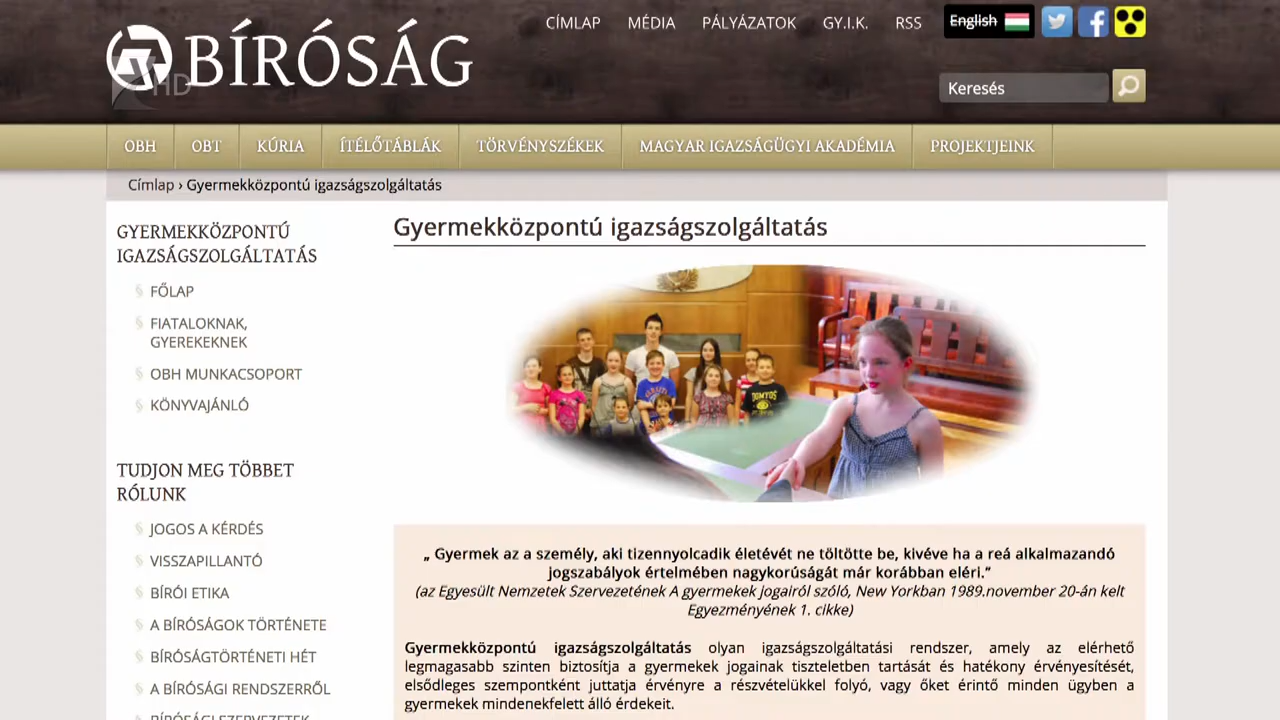 CÍMLAP MÉDIA PÁLYÁZATOK GY.I.K. RSS English
BÍRÓSÁG
HD
Keresés
OBH OBT KÚRIA ÍTÉLŐTÁBLÁK TÖRVÉNYSZÉKEK MAGYAR IGAZSÁGÜGYI AKADÉMIA PROJEKTJEINK
Címlap › Gyermekközpontú igazságszolgáltatás
GYERMEKKÖZPONTÚ
IGAZSÁGSZOLGÁLTATÁS
FŐLAP
FIATALOKNAK,
GYEREKEKNEK
OBH MUNKACSOPORT
KÖNYVAJÁNLÓ
TUDJON MEG TÖBBET
RÓLUNK
JOGOS A KÉRDÉS
VISSZAPILLANTÓ
BÍRÓI ETIKA
A BÍRÓSÁGOK TÖRTÉNETE
BÍRÓSÁGTÖRTÉNETI HÉT
A BÍRÓSÁGI RENDSZERRŐL
BÍRÓSÁGI SZERVEZETEK
Gyermekközpontú igazságszolgáltatás
DOMYOS
„ Gyermek az a személy, aki tizennyolcadik életévét ne töltötte be, kivéve ha a reá alkalmazandó
jogszabályok értelmében nagykorúságát már korábban eléri.”
(az Egyesült Nemzetek Szervezetének A gyermekek jogairól szóló, New Yorkban 1989.november 20-án kelt
Egyezményének 1. cikke)
Gyermekközpontú igazságszolgáltatás olyan igazságszolgáltatási rendszer, amely az elérhető
legmagasabb szinten biztosítja a gyermekek jogainak tiszteletben tartását és hatékony érvényesítését,
elsődleges szempontként juttatja érvényre a részvételükkel folyó, vagy őket érintő minden ügyben a
gyermekek mindenekfelett álló érdekeit.